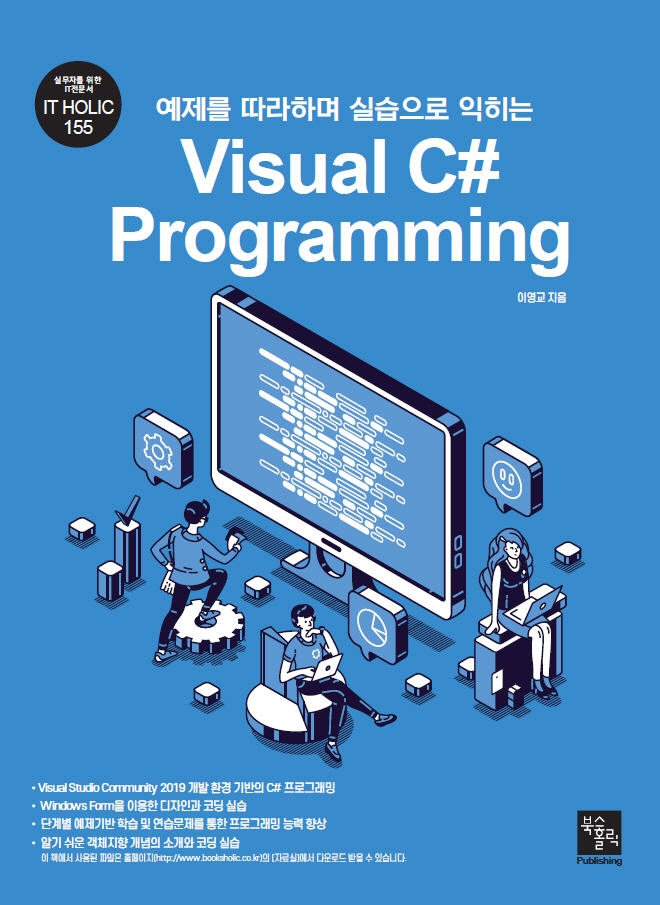 실무자를 위한
IT전문서
IT HOLIC
155
예제를 따라하며 실습으로 익히는
Visual C#
Programming
이영교 지음
• Visual Studio Community 2019 개발 환경 기반의 C# 프로그래밍
• Windows Form을 이용한 디자인과 코딩 실습
• 단계별 예제기반 학습 및 연습문제를 통한 프로그래밍 능력 향상
• 알기 쉬운 객체지향 개념의 소개와 코딩 실습
이 책에서 사용된 파일은 홈페이지(http://www.booksholic.co.kr)의 [자료실]에서 다운로드 받을 수 있습니다.
북스
홀릭
Publishing